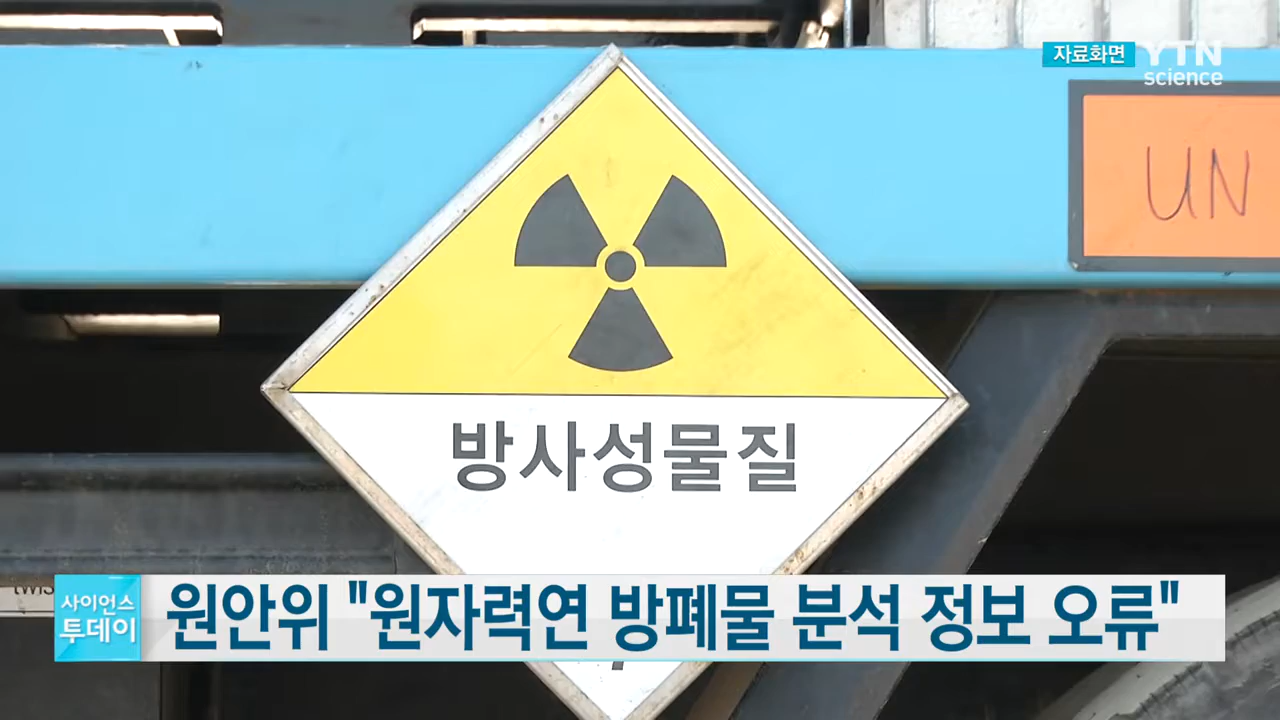 자료화면
YTN
science
UN
방사성물질
사이언스
투데이
원안위 "원자력연 방폐물 분석 정보 오류"